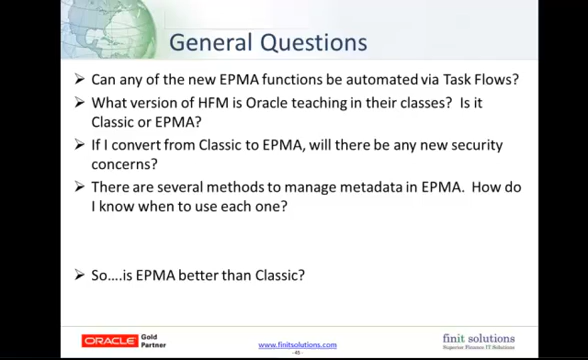 General Questions
➢ Can any of the new EPMA functions be automated via Task Flows?
➢ What version of HFM is Oracle teaching in their classes? Is it
Classic or EPMA?
➢ If I convert from Classic to EPMA, will there be any new security
concerns?
➢ There are several methods to manage metadata in EPMA. How do
I know when to use each one?
➢ So….is EPMA better than Classic?
ORACLE Gold
Partner
www.finitsolutions.com
finit solutions
Superior Finance IT Solutions